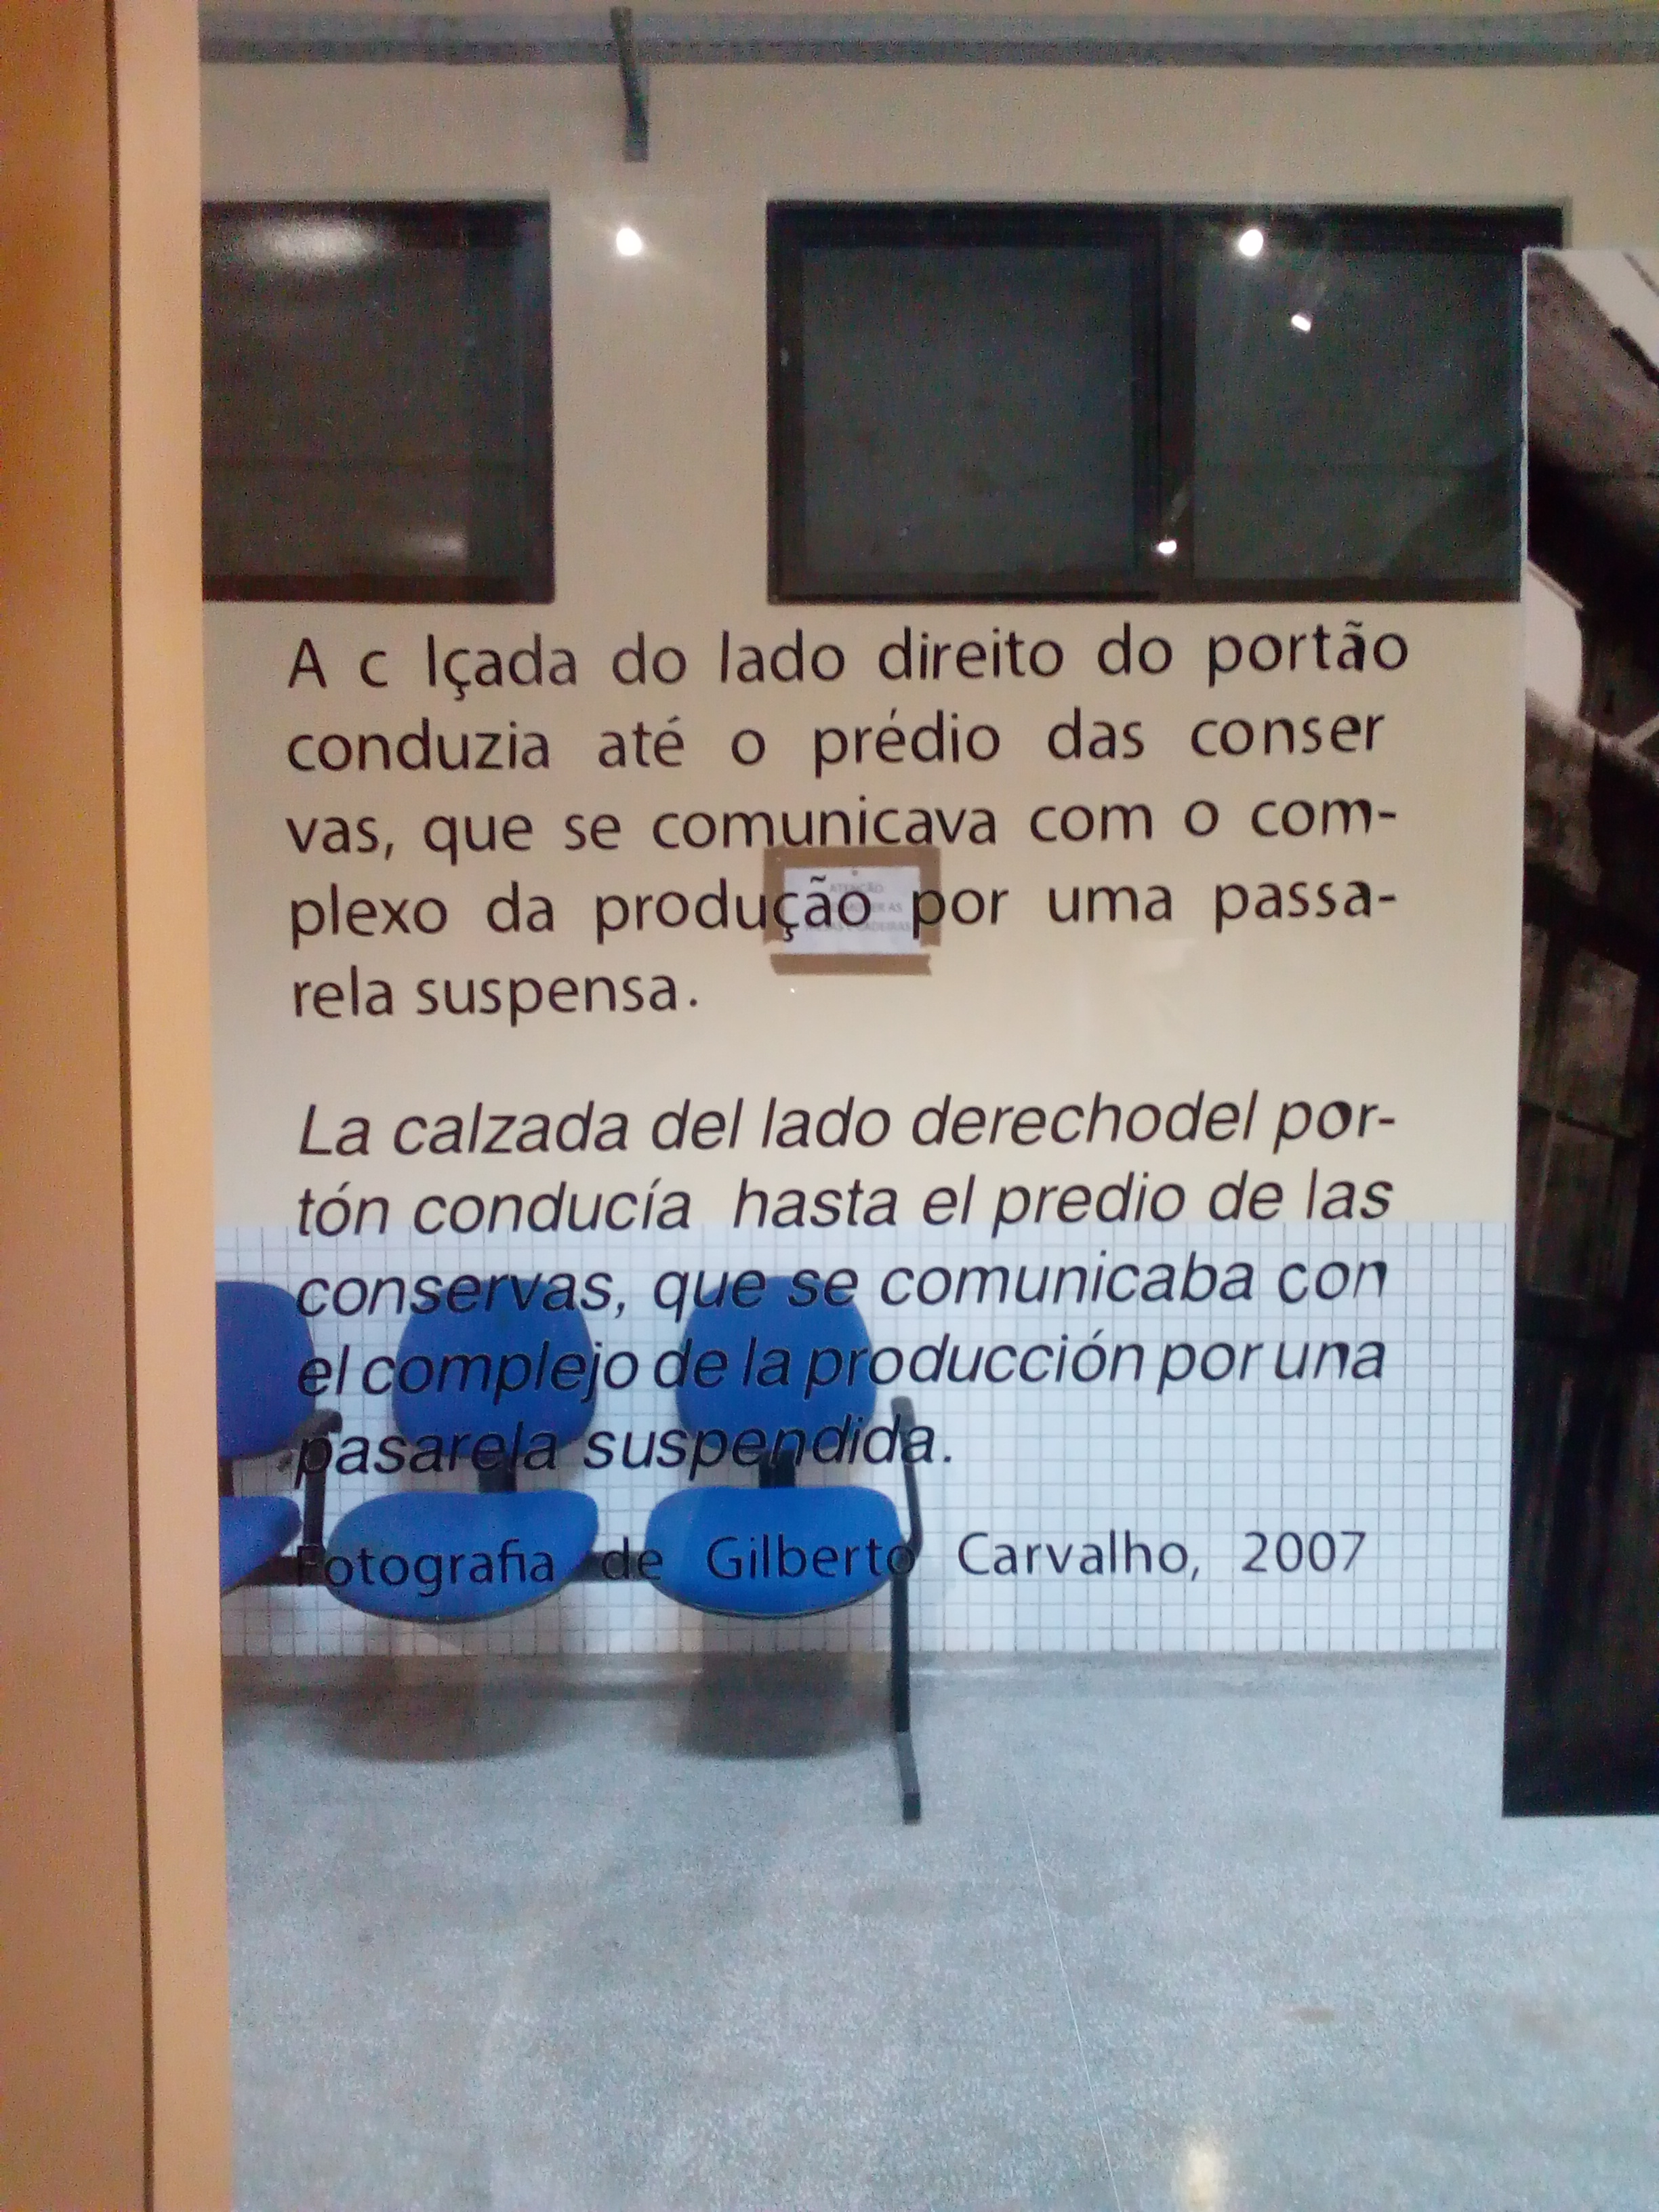 A c lçada do lado direito do portão
conduzia até o prédio das conser
vas, que se comunicava com o com-
plexo da produção por uma passa-
rela suspensa.
La calzada del lado derechodel por-
tón conducía hasta el predio de las
conservas, que se comunicaba con
el complejo de la producción por una
pasarela suspendida.
Fotografia de Gilberto Carvalho, 2007
ATENÇÃO